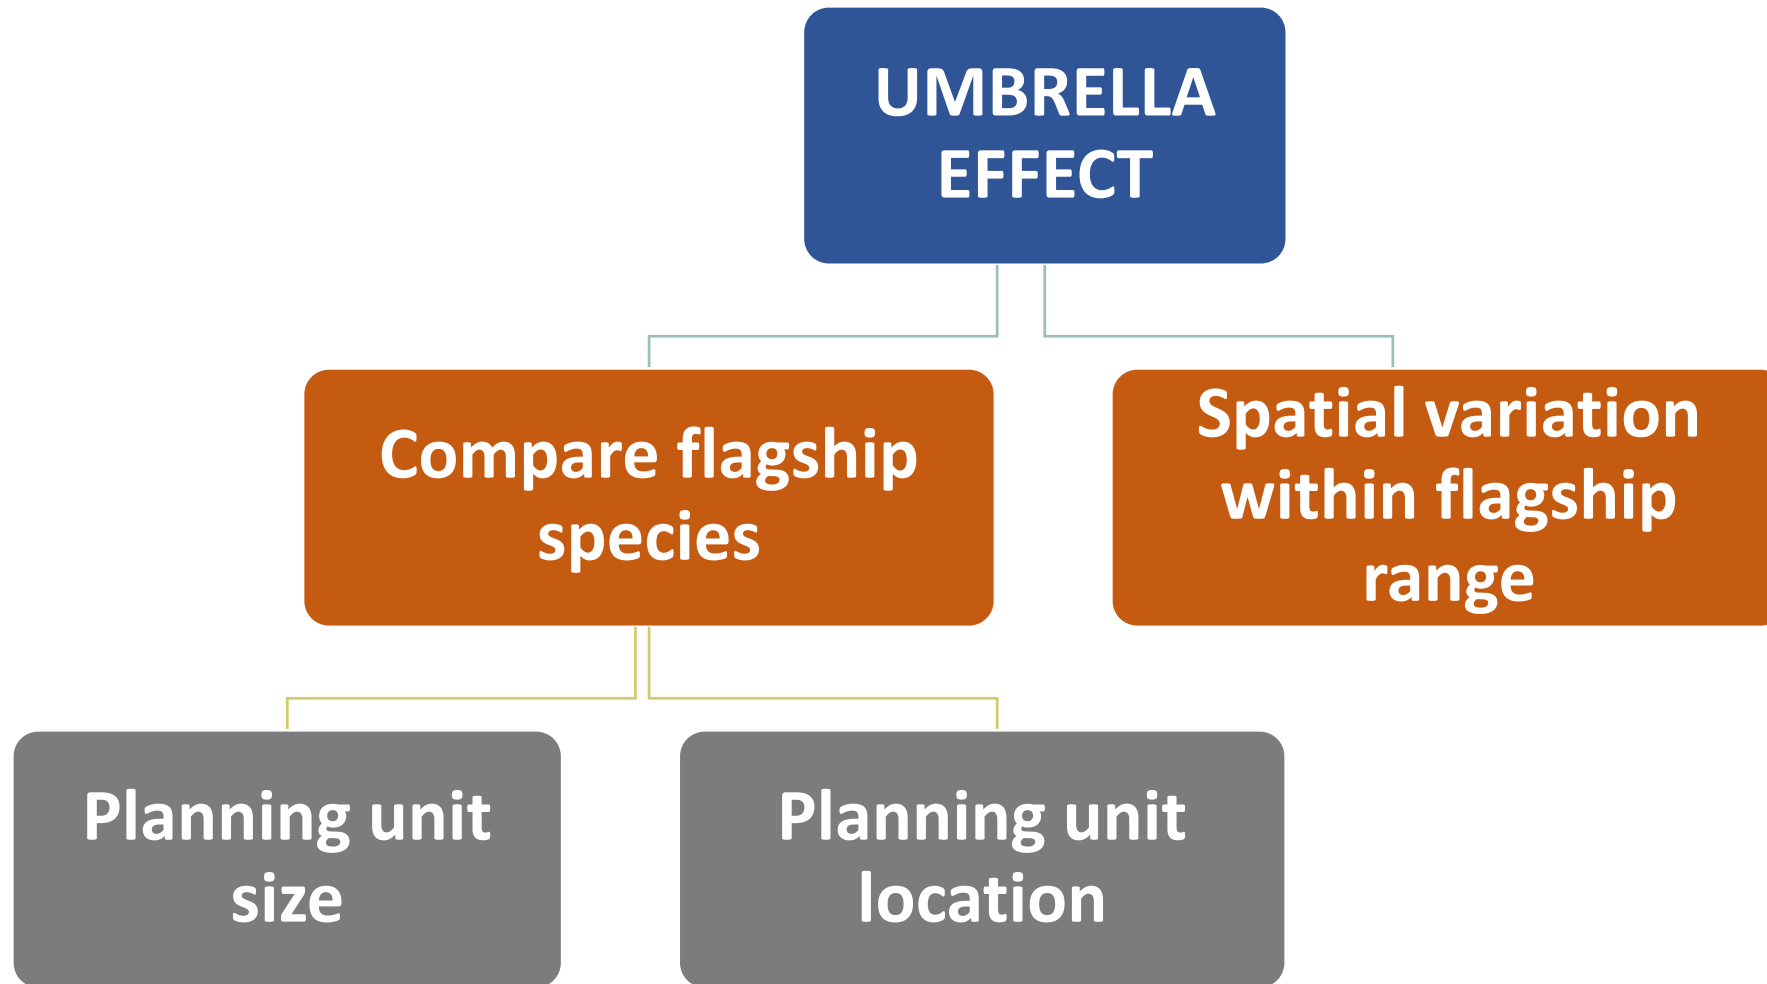 UMBRELLA
EFFECT
Compare flagship
species
Spatial variation
within flagship
range
Planning unit
size
Planning unit
location